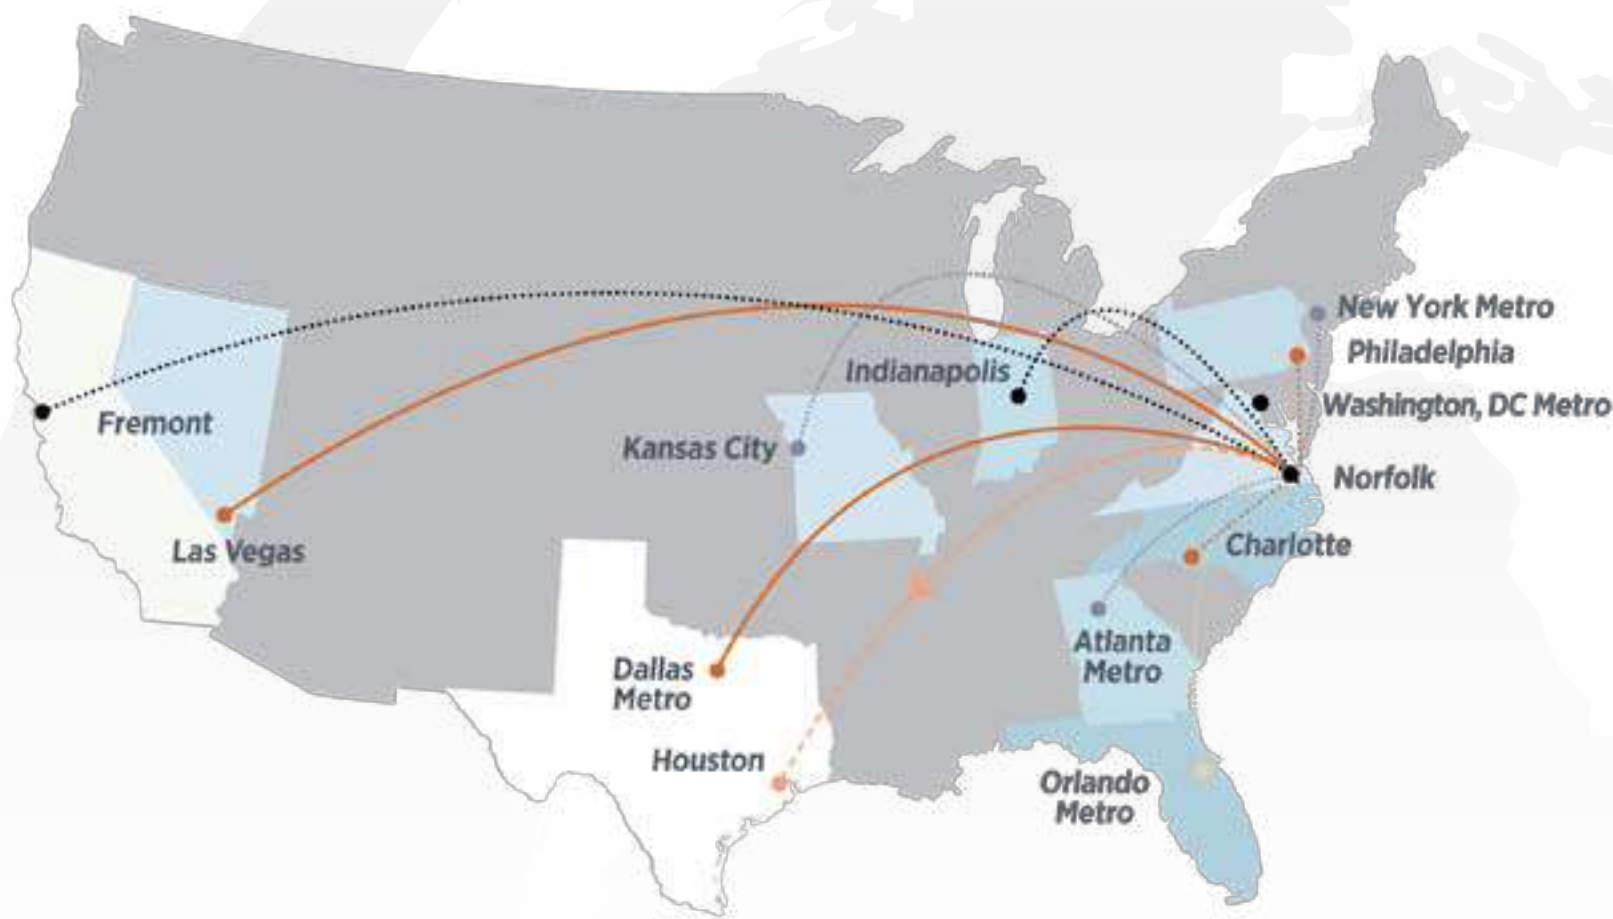 New York Metro
Philadelphia
Indianapolis
Washington, DC Metro
Fremont
Kansas City
Norfolk
Las Vegas
Charlotte
Atlanta
Metro
Dallas
Metro
Houston
Orlando
Metro